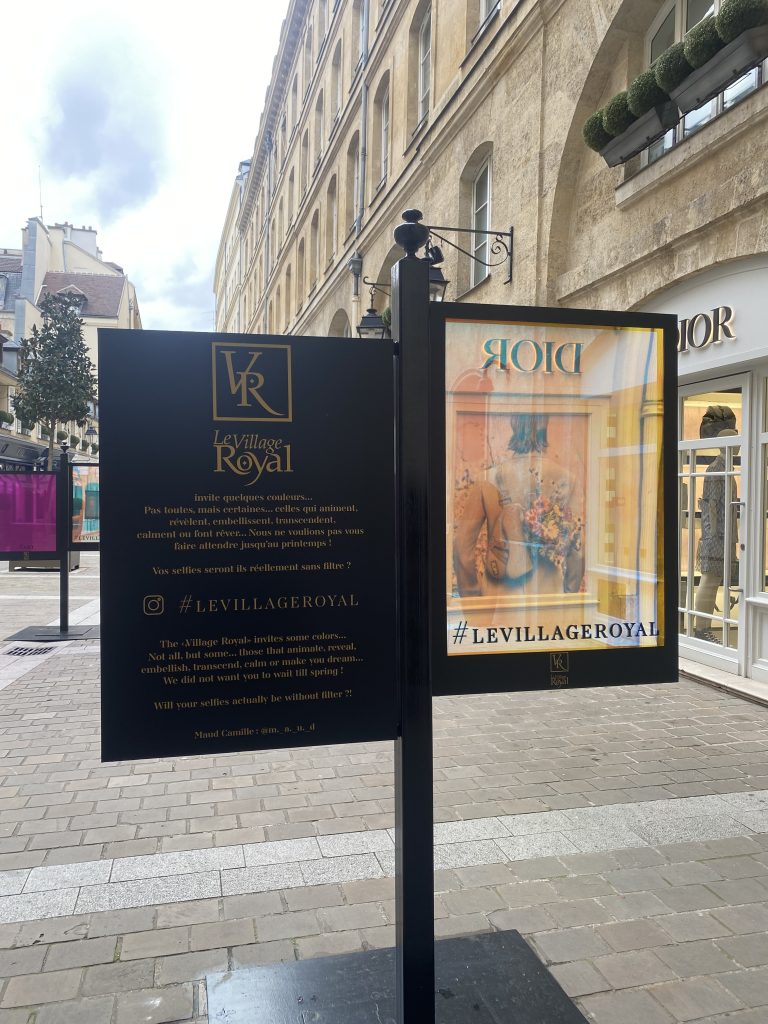 VR
Le Village
Royal
invite quelques couleurs...
Pas toutes, mais certaines... celles qui animent,
révèlent, embellissent, transcendent,
calment ou font rêver... Nous ne voulions pas vous
faire attendre jusqu'au printemps !
Vos selfies seront ils réellement sans filtre ?
#LEVILLAGEROYAL
The «Village Royal» invites some colors...
Not all, but some... those that animate, reveal,
embellish, transcend, calm or make you dream...
We did not want you to wait till spring !
Will your selfies actually be without filter ?!
Maud Camille : @m._a._u._d
DIOR
#LEVILLAGEROYAL
VR
DIOR